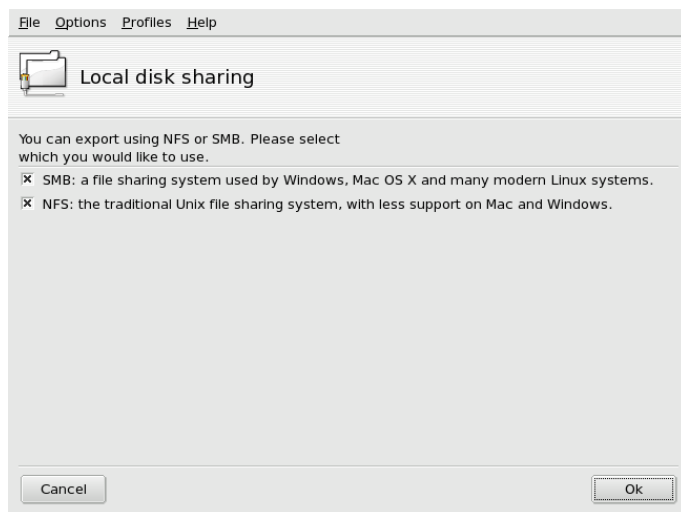 File Options Profiles Help
Local disk sharing
You can export using NFS or SMB. Please select
which you would like to use.
SMB: a file sharing system used by Windows, Mac OS X and many modern Linux systems.
NFS: the traditional Unix file sharing system, with less support on Mac and Windows.
Cancel Ok